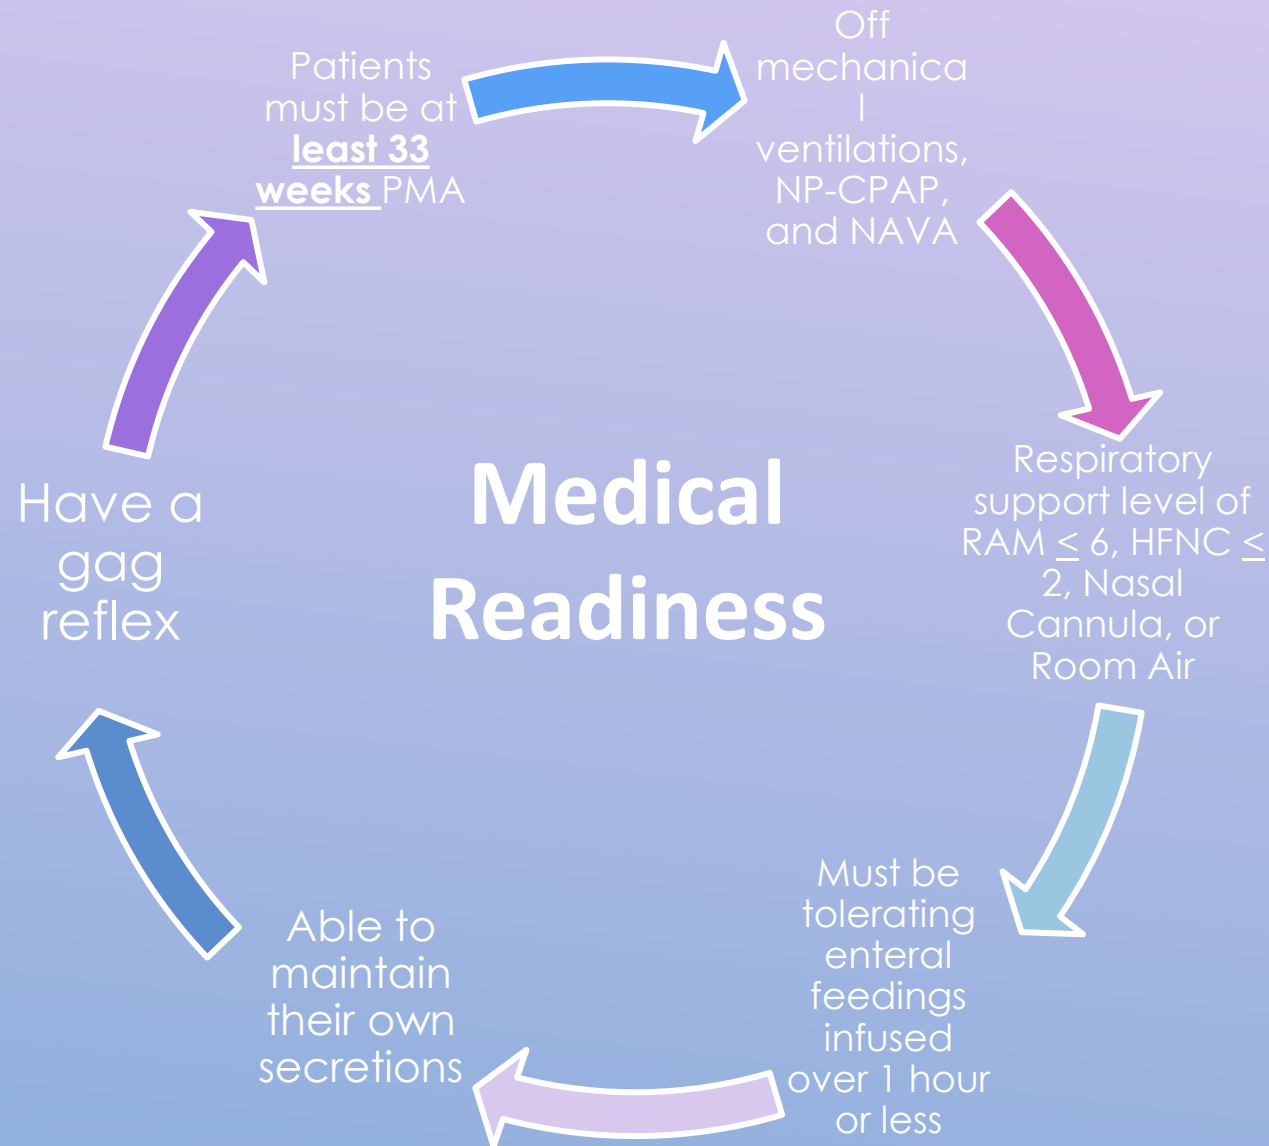 Patients
must be at
least 33
weeks PMA
Off
mechanica
l
ventilations,
NP-CPAP,
and NAVA
Respiratory
support level of
RAM < 6, HFNC <
2, Nasal
Cannula, or
Room Air
Must be
tolerating
enteral
feedings
infused
over 1 hour
or less
Able to
maintain
their own
secretions
Have a
gag
reflex
Medical
Readiness